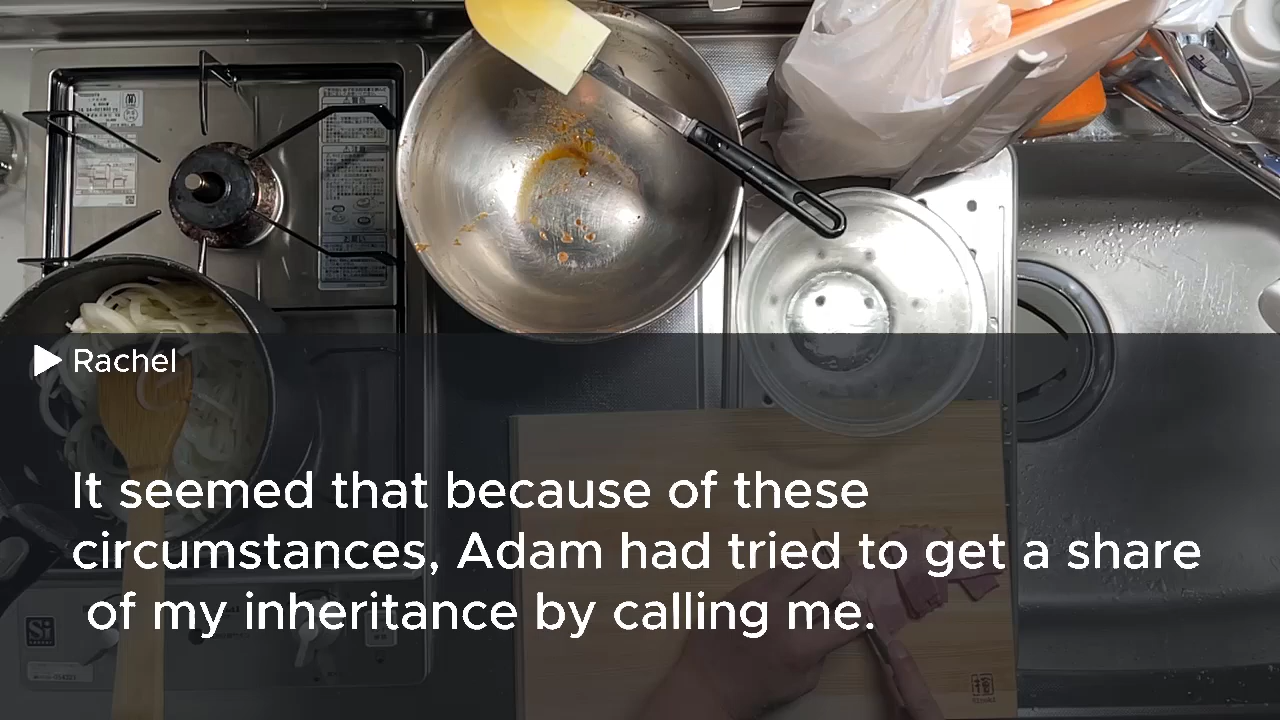 Rachel
It seemed that because of these
circumstances, Adam had tried to get a share
of my inheritance by calling me.
Si